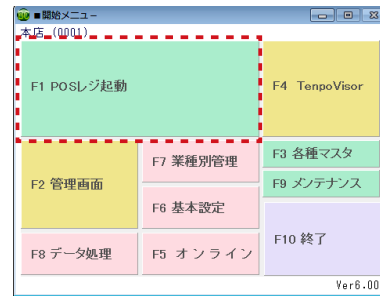 ■開始メニュー
本店 (0001)
F1 POSレジ起動
F4 TenpoVisor
F7 業種別管理
F3 各種マスタ
F2 管理画面
F9 メンテナンス
F6 基本設定
F10 終了
F8 データ処理
F5 オンライン
Ver6.00